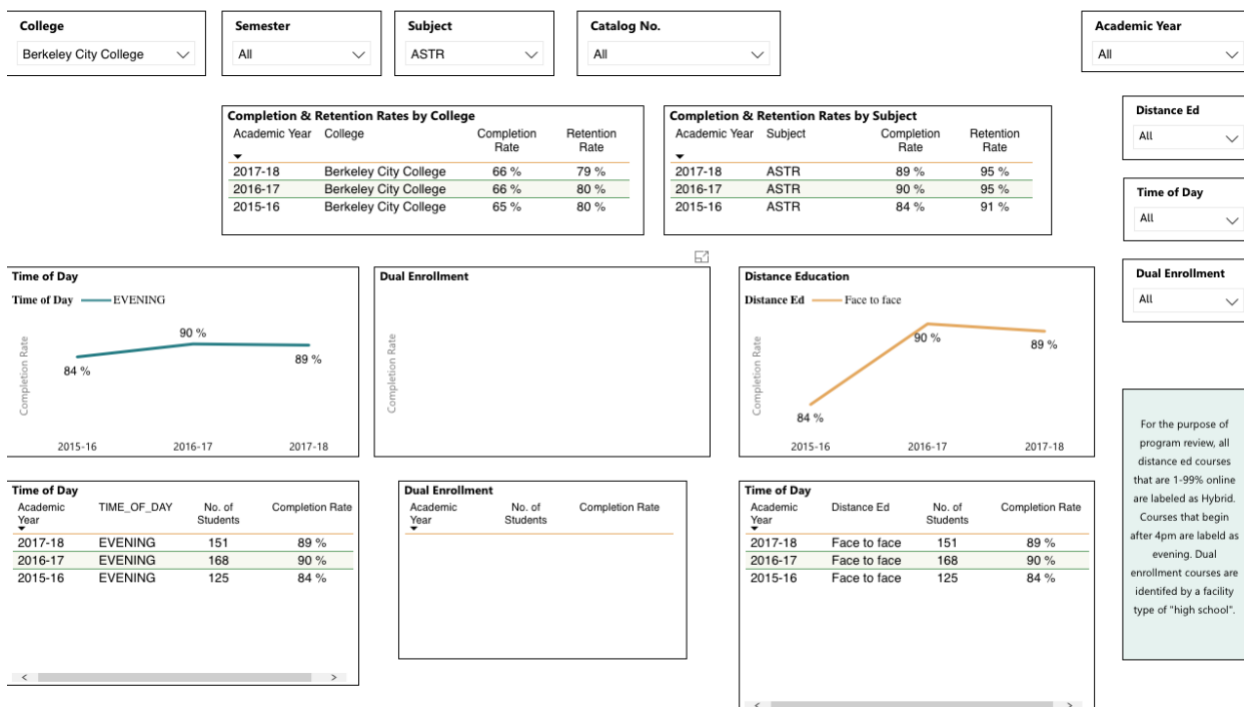 College
Berkeley City College
Semester
All
Subject
ASTR
Catalog No.
All
Academic Year
All
Completion & Retention Rates by College
Academic Year College Completion Rate Retention Rate
2017-18 Berkeley City College 66 % 79 %
2016-17 Berkeley City College 66 % 80 %
2015-16 Berkeley City College 65 % 80 %
Completion & Retention Rates by Subject
Academic Year Subject Completion Rate Retention Rate
2017-18 ASTR 89 % 95 %
2016-17 ASTR 90 % 95 %
2015-16 ASTR 84 % 91 %
Distance Ed
All
Time of Day
All
Dual Enrollment
All
Time of Day
Time of Day EVENING
Completion Rate
84 %
90 %
89 %
2015-16 2016-17 2017-18
Dual Enrollment
Completion Rate
Distance Education
Distance Ed Face to face
Completion Rate
84 %
90 %
89 %
2015-16 2016-17 2017-18
Time of Day
Academic Year TIME_OF_DAY No. of Students Completion Rate
2017-18 EVENING 151 89 %
2016-17 EVENING 168 90 %
2015-16 EVENING 125 84 %
Dual Enrollment
Academic Year No. of Students Completion Rate
Time of Day
Academic Year Distance Ed No. of Students Completion Rate
2017-18 Face to face 151 89 %
2016-17 Face to face 168 90 %
2015-16 Face to face 125 84 %
For the purpose of
program review, all
distance ed courses
that are 1-99% online
are labeled as Hybrid.
Courses that begin
after 4pm are labeld as
evening. Dual
enrollment courses are
identifed by a facility
type of "high school".